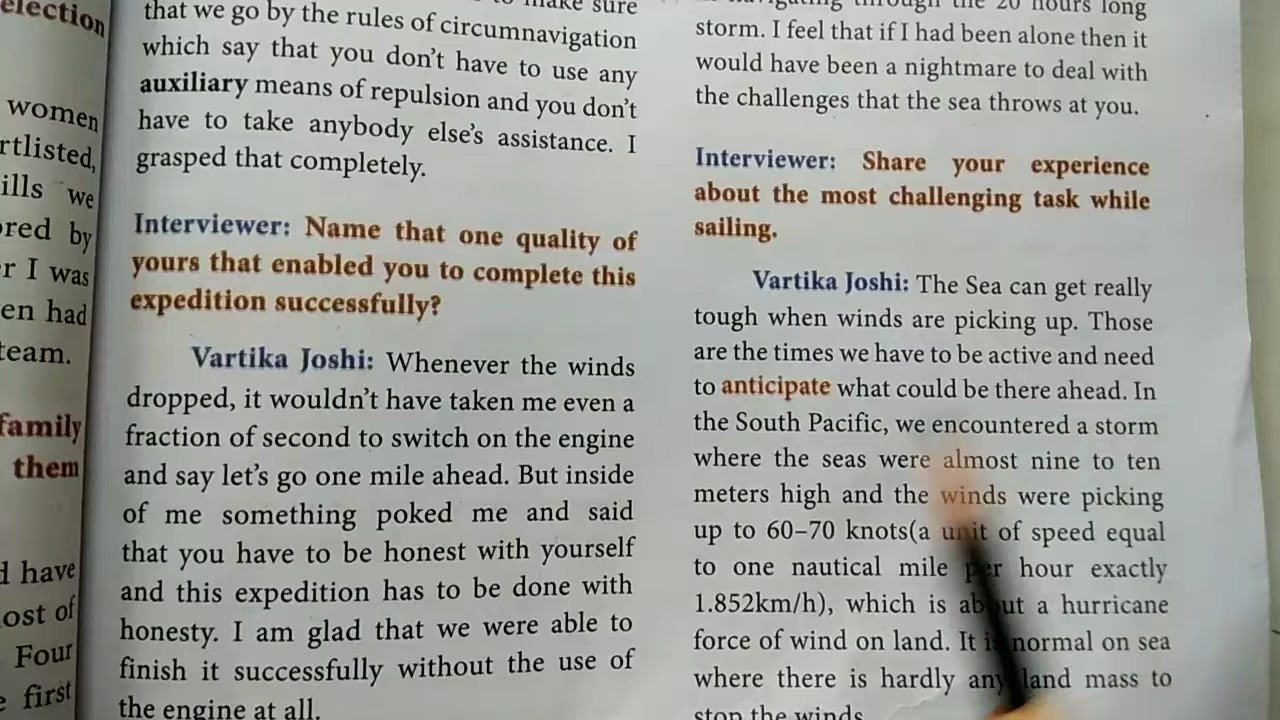 election
women
rtlisted,
ills we
ored by
r I was
en had
team.
family
them
d have
ost of
Four
e first
make sure
that we go by the rules of circumnavigation
which say that you don't have to use any
auxiliary means of repulsion and you don't
have to take anybody else's assistance. I
grasped that completely.
Interviewer: Name that one quality of
yours that enabled you to complete this
expedition successfully?
Vartika Joshi: Whenever the winds
dropped, it wouldn't have taken me even a
fraction of second to switch on the engine
and say let's go one mile ahead. But inside
of me something poked me and said
that you have to be honest with yourself
and this expedition has to be done with
honesty. I am glad that we were able to
finish it successfully without the use of
the engine at all.
navigating through the 20 hours long
storm. I feel that if I had been alone then it
would have been a nightmare to deal with
the challenges that the sea throws at you.
Interviewer: Share your experience
about the most challenging task while
sailing.
Vartika Joshi: The Sea can get really
tough when winds are picking up. Those
are the times we have to be active and need
to anticipate what could be there ahead. In
the South Pacific, we encountered a storm
where the seas were almost nine to ten
meters high and the winds were picking
up to 60–70 knots(a unit of speed equal
to one nautical mile per hour exactly
1.852km/h), which is about a hurricane
force of wind on land. It is normal on sea
where there is hardly any land mass to
stop the winds.